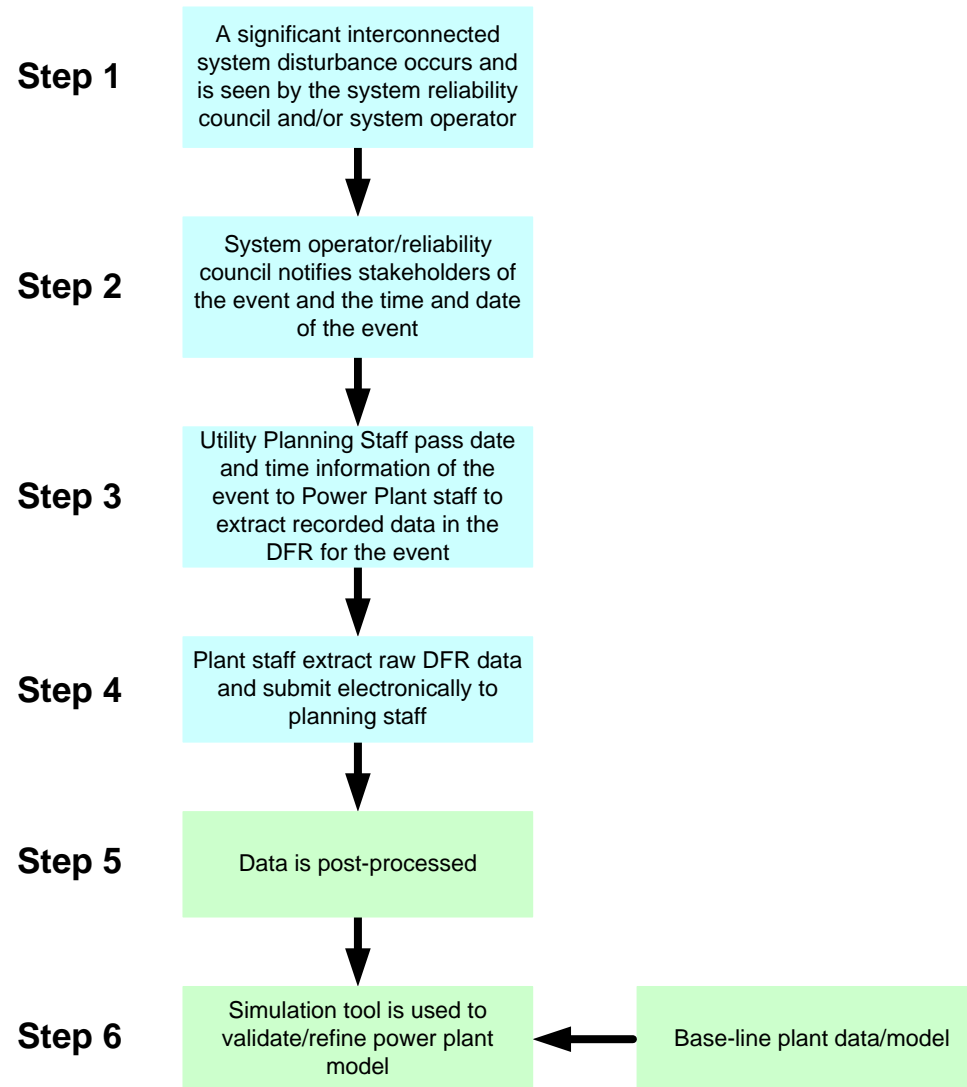 Step 1
A significant interconnected
system disturbance occurs and
is seen by the system reliability
council and/or system operator
Step 2
System operator/reliability
council notifies stakeholders of
the event and the time and date
of the event
Step 3
Utility Planning Staff pass date
and time information of the
event to Power Plant staff to
extract recorded data in the
DFR for the event
Step 4
Plant staff extract raw DFR data
and submit electronically to
planning staff
Step 5
Data is post-processed
Step 6
Simulation tool is used to
validate/refine power plant
model
Base-line plant data/model